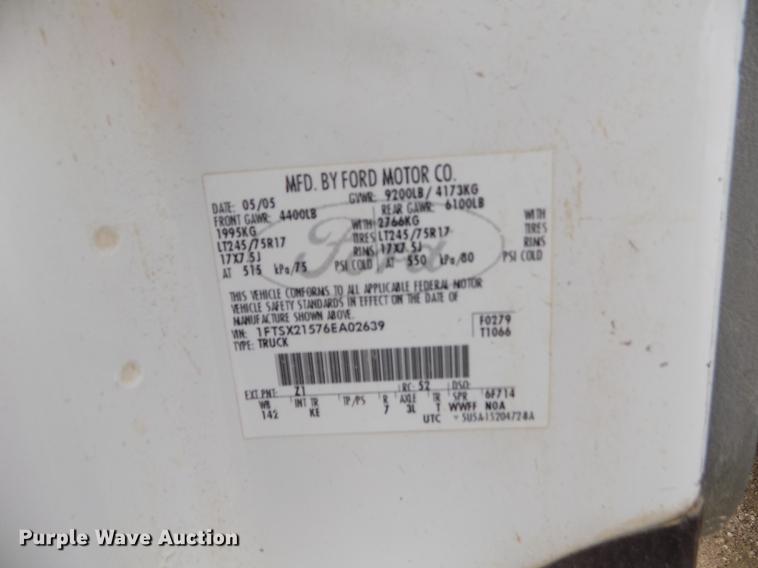 MFD. BY FORD MOTOR CO.
DATE: 05/05 GVWR: 9200LB/ 4173KG
FRONT GAWR: 4400LB REAR GAWR: 6100LB
1995KG WITH 2766KG WITH
LT245/75R17 TIRES LT245/75R17 TIRES
17X7.5J RIMS 17X7.5J RIMS
AT 515 kPa/75 PSI COLD AT 550 kPa/80 PSI COLD
Ford
THIS VEHICLE CONFORMS TO ALL APPLICABLE FEDERAL MOTOR
VEHICLE SAFETY STANDARDS IN EFFECT ON THE DATE OF
MANUFACTURE SHOWN ABOVE.
VIN: 1FTSX21576EA02639 F0279
TYPE: TRUCK T1066
EXT PNT: Z1 RC: 52 DSO:
WB INT TR TP/PS R AXLE TR SPR 6F714
142 KE 7 3L T WWFF NOA
UTC
Purple Wave Auction